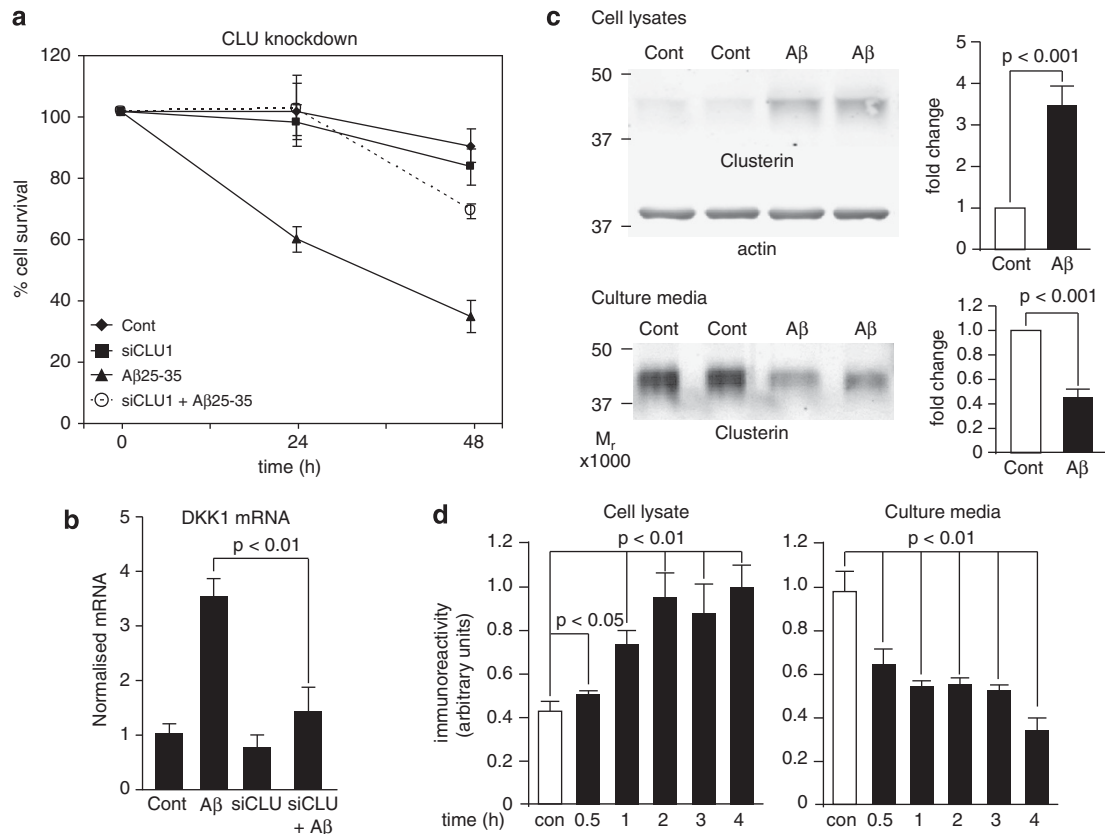 a
CLU knockdown
120
100
80
60
40
20
0
% cell survival
Cont
siCLU1
Aβ25-35
siCLU1 + Aβ25-35
0 24 48
time (h)
b
DKK1 mRNA
5
4
3
2
1
0
Normalised mRNA
p < 0.01
Cont Aβ siCLU siCLU
+ Aβ
c
Cell lysates
Cont Cont Aβ Aβ
50
37
Clusterin
37
actin
5
4
3
2
1
0
fold change
p < 0.001
Cont Aβ
Culture media
Cont Cont Aβ Aβ
50
37
Mr
x1000
Clusterin
1.2
1.0
0.8
0.6
0.4
0.2
0
fold change
p < 0.001
Cont Aβ
d
Cell lysate
1.2
1.0
0.8
0.6
0.4
0.2
0
immunoreactivity
(arbitrary units)
p < 0.01
p < 0.05
time (h) con 0.5 1 2 3 4
Culture media
1.2
1.0
0.8
0.6
0.4
0.2
0
p < 0.01
con 0.5 1 2 3 4